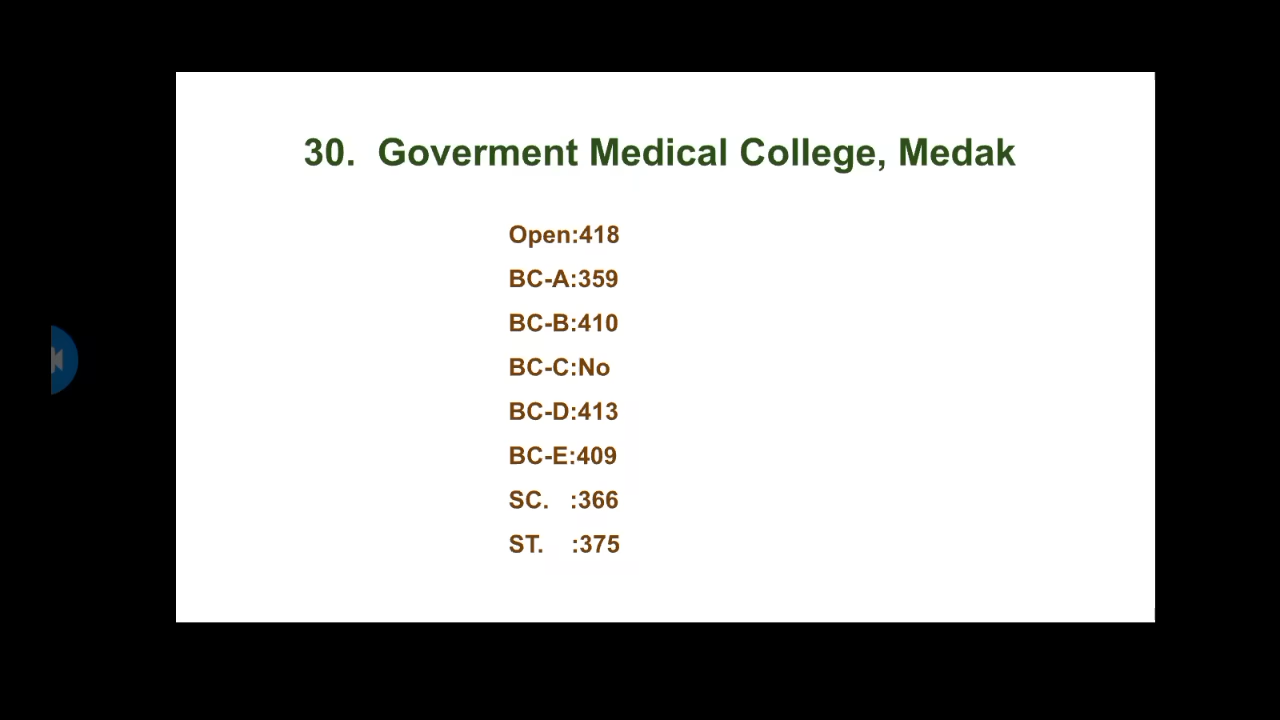 30. Goverment Medical College, Medak
Open:418
BC-A:359
BC-B:410
BC-C:No
BC-D:413
BC-E:409
SC. :366
ST. :375